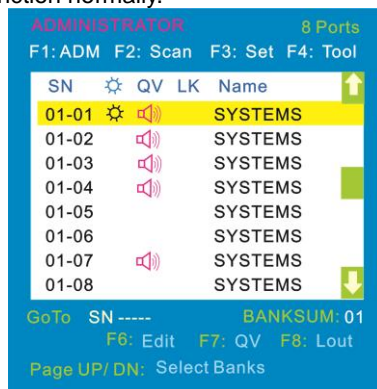 nction normally.
ADMINISTRATOR 8 Ports
F1: ADM F2: Scan F3: Set F4: Tool
SN QV LK Name
01-01 SYSTEMS
01-02 SYSTEMS
01-03 SYSTEMS
01-04 SYSTEMS
01-05 SYSTEMS
01-06 SYSTEMS
01-07 SYSTEMS
01-08 SYSTEMS
GoTo SN ----- BANKSUM: 01
F6: Edit F7: QV F8: Lout
Page UP/ DN: Select Banks